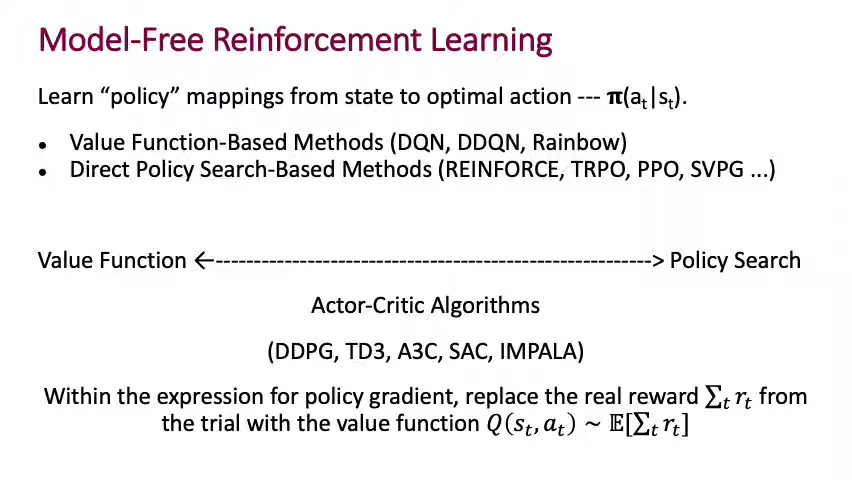 Model-Free Reinforcement Learning
Learn “policy” mappings from state to optimal action --- π(aₜ|sₜ).
• Value Function-Based Methods (DQN, DDQN, Rainbow)
• Direct Policy Search-Based Methods (REINFORCE, TRPO, PPO, SVPG ...)
Value Function ←---------------------------------------------------------> Policy Search
Actor-Critic Algorithms
(DDPG, TD3, A3C, SAC, IMPALA)
Within the expression for policy gradient, replace the real reward ∑ₜ rₜ from
the trial with the value function Q(sₜ, aₜ) ~ 𝔼[∑ₜ rₜ]